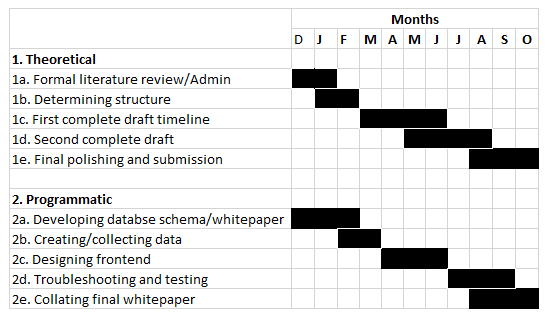 Months
D J F M A M J J A S O
1. Theoretical
1a. Formal literature review/Admin
1b. Determining structure
1c. First complete draft timeline
1d. Second complete draft
1e. Final polishing and submission
2. Programmatic
2a. Developing databse schema/whitepaper
2b. Creating/collecting data
2c. Designing frontend
2d. Troubleshooting and testing
2e. Collating final whitepaper